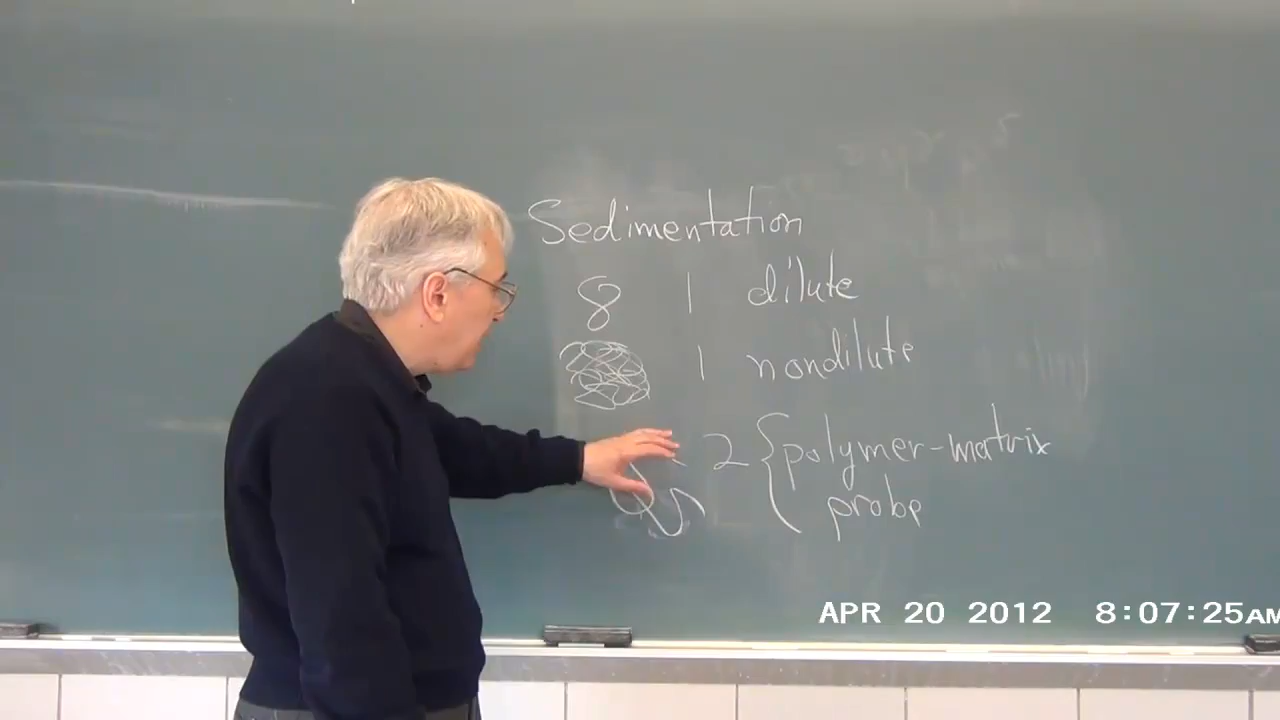 Sedimentation
8 1 dilute
1 nondilute
2 { polymer-matrix
probe
APR 20 2012 8:07:25AM